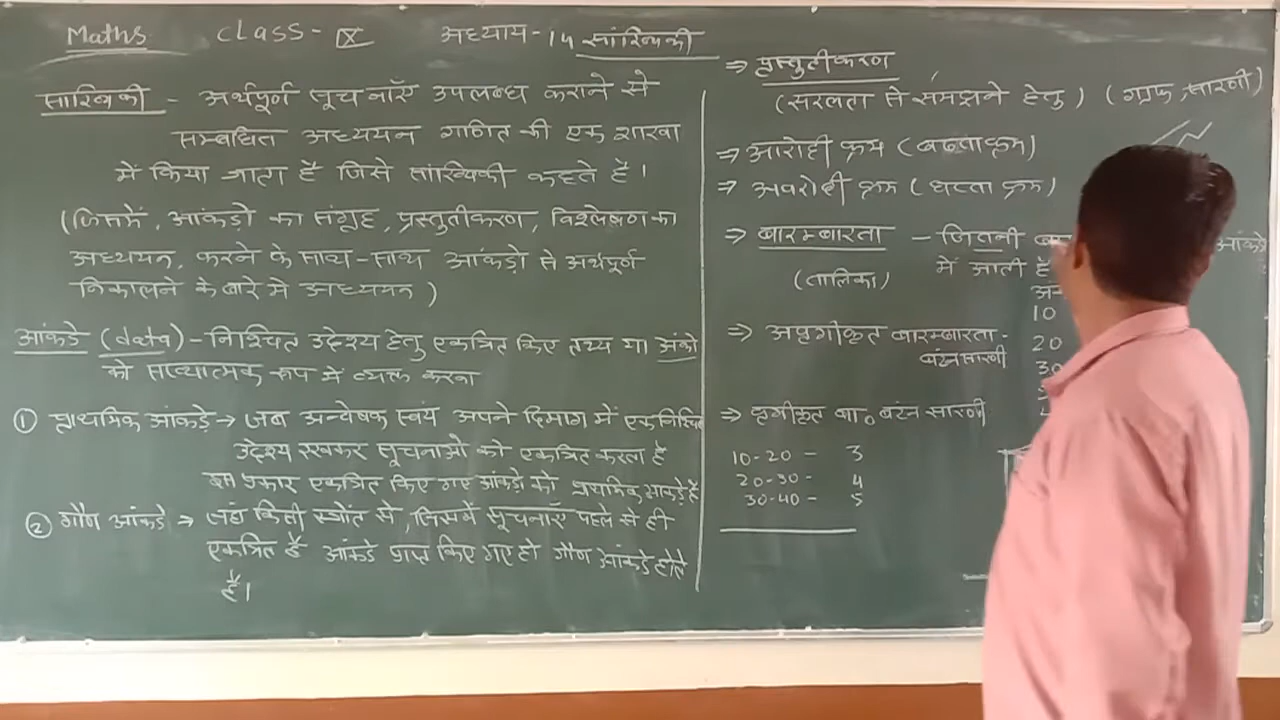 Maths class - IX अध्याय - 14 सांख्यिकी
सांख्यिकी - अर्थपूर्ण सूचनाएँ उपलब्ध कराने से
सम्बंधित अध्ययन गणित की एक शाखा
में किया जाता है जिसे सांख्यिकी कहते है।
(जिसमें, आंकड़ो का संग्रह, प्रस्तुतीकरण, विश्लेषण का
अध्ययन, करने के साथ-साथ आंकड़ो से अर्थपूर्ण
निकालने के बारे मे अध्ययन)
आंकडे (data) - निश्चित उद्देश्य हेतु एकत्रित किए तथ्य या अंको
को संख्यात्मक रूप में व्यक्त करना
① प्राथमिक आंकड़े → जब अन्वेषक स्वयं अपने दिमाग में एक निश्चित
उद्देश्य रखकर सूचनाओ को एकत्रित करता है
इस प्रकार एकत्रित किए गए आंकड़ो को प्राथमिक आंकड़े है
② गौण आंकडे → जब किसी स्त्रोंत से, जिसमें सूचनाएँ पहले से ही
एकत्रित है आंकडे प्राप्त किए गए हो गौण आंकडे होते
है।
⇒ प्रस्तुतीकरण
(सरलता से समझने हेतु) (ग्राफ, सारणी)
⇒ आरोही क्रम (बढता क्रम)
⇒ अवरोही क्रम (घटता क्रम)
⇒ बारम्बारता - जितनी आंकडे
(तालिका) में आती है
10
⇒ अवर्गीकृत बारम्बारता - 20
बंटन सारणी 30
⇒ वर्गीकृत बा० बंटन सारणी
10-20 - 3
20-30 - 4
30-40 - 5